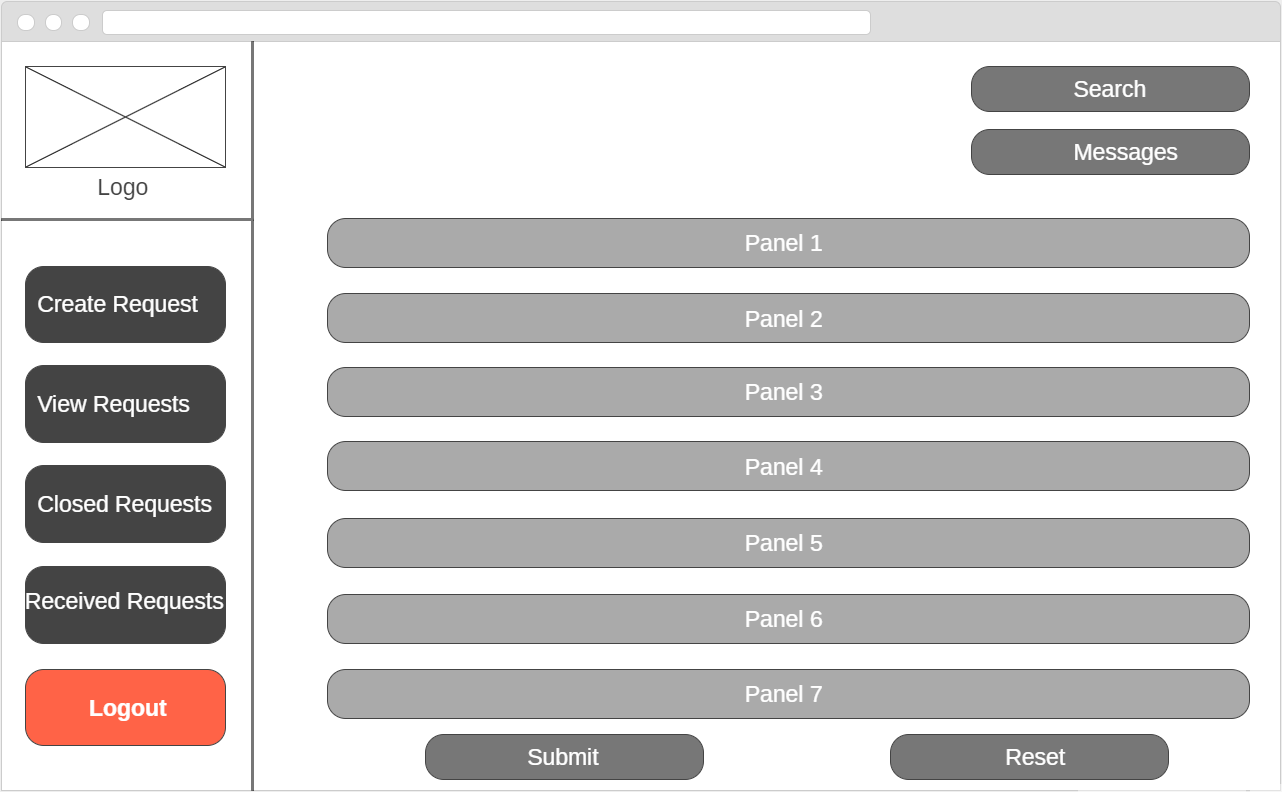 Logo
Create Request
View Requests
Closed Requests
Received Requests
Logout
Search
Messages
Panel 1
Panel 2
Panel 3
Panel 4
Panel 5
Panel 6
Panel 7
Submit
Reset